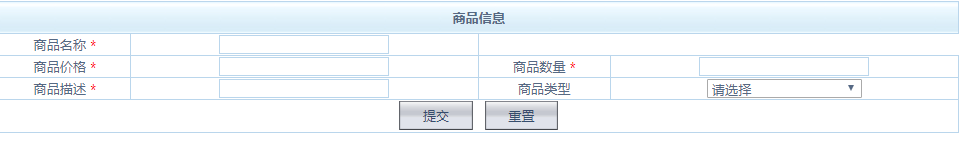 商品信息
商品名称 *
商品价格 * 商品数量 *
商品描述 * 商品类型 请选择
提交 重置